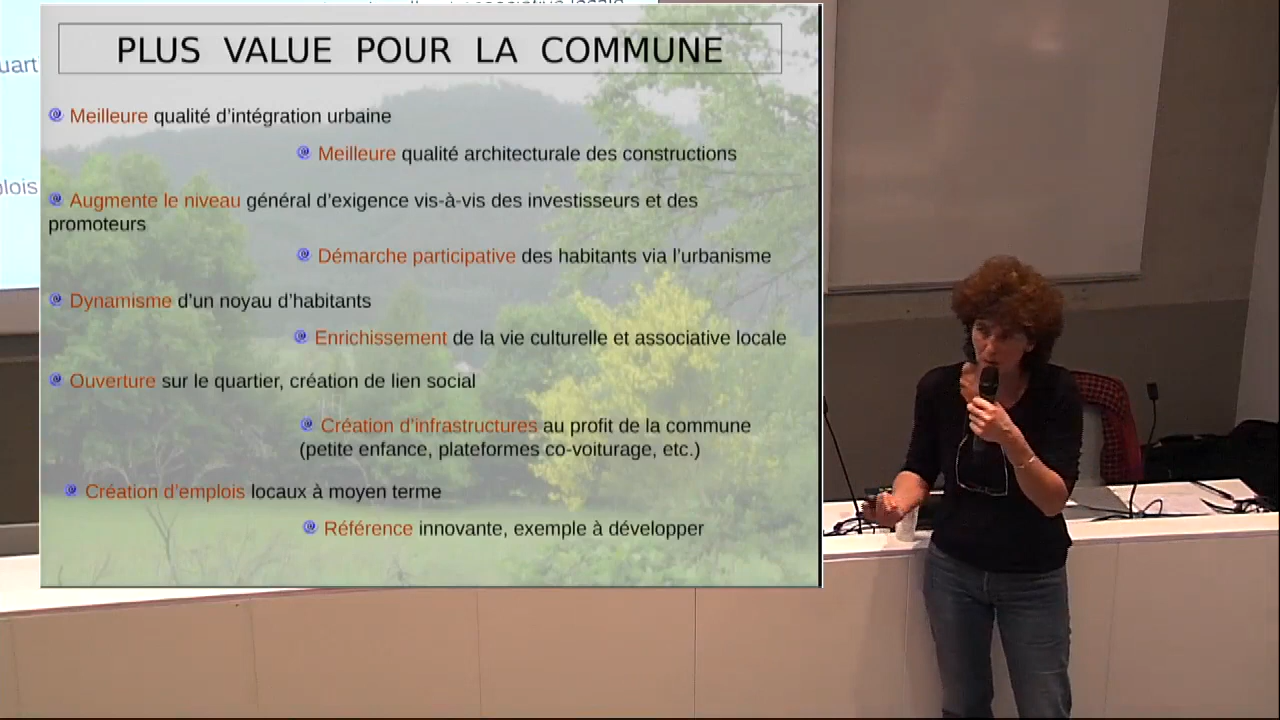 PLUS VALUE POUR LA COMMUNE
Meilleure qualité d'intégration urbaine
Meilleure qualité architecturale des constructions
Augmente le niveau général d'exigence vis-à-vis des investisseurs et des
promoteurs
Démarche participative des habitants via l'urbanisme
Dynamisme d'un noyau d'habitants
Enrichissement de la vie culturelle et associative locale
Ouverture sur le quartier, création de lien social
Création d'infrastructures au profit de la commune
(petite enfance, plateformes co-voiturage, etc.)
Création d'emplois locaux à moyen terme
Référence innovante, exemple à développer